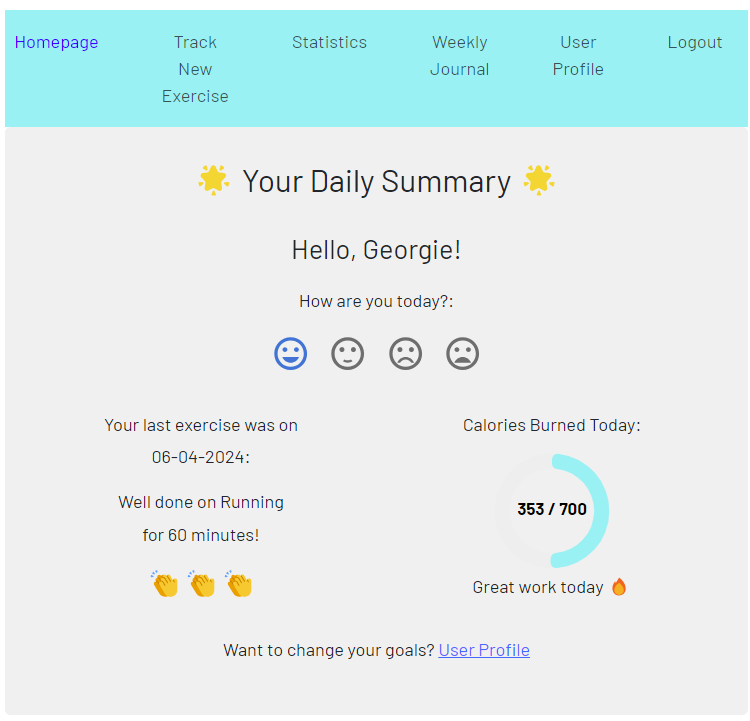 Homepage
Track
New
Exercise
Statistics
Weekly
Journal
User
Profile
Logout
Your Daily Summary
Hello, Georgie!
How are you today?:
Your last exercise was on
06-04-2024:
Well done on Running
for 60 minutes!
Calories Burned Today:
353 / 700
Great work today
Want to change your goals? User Profile